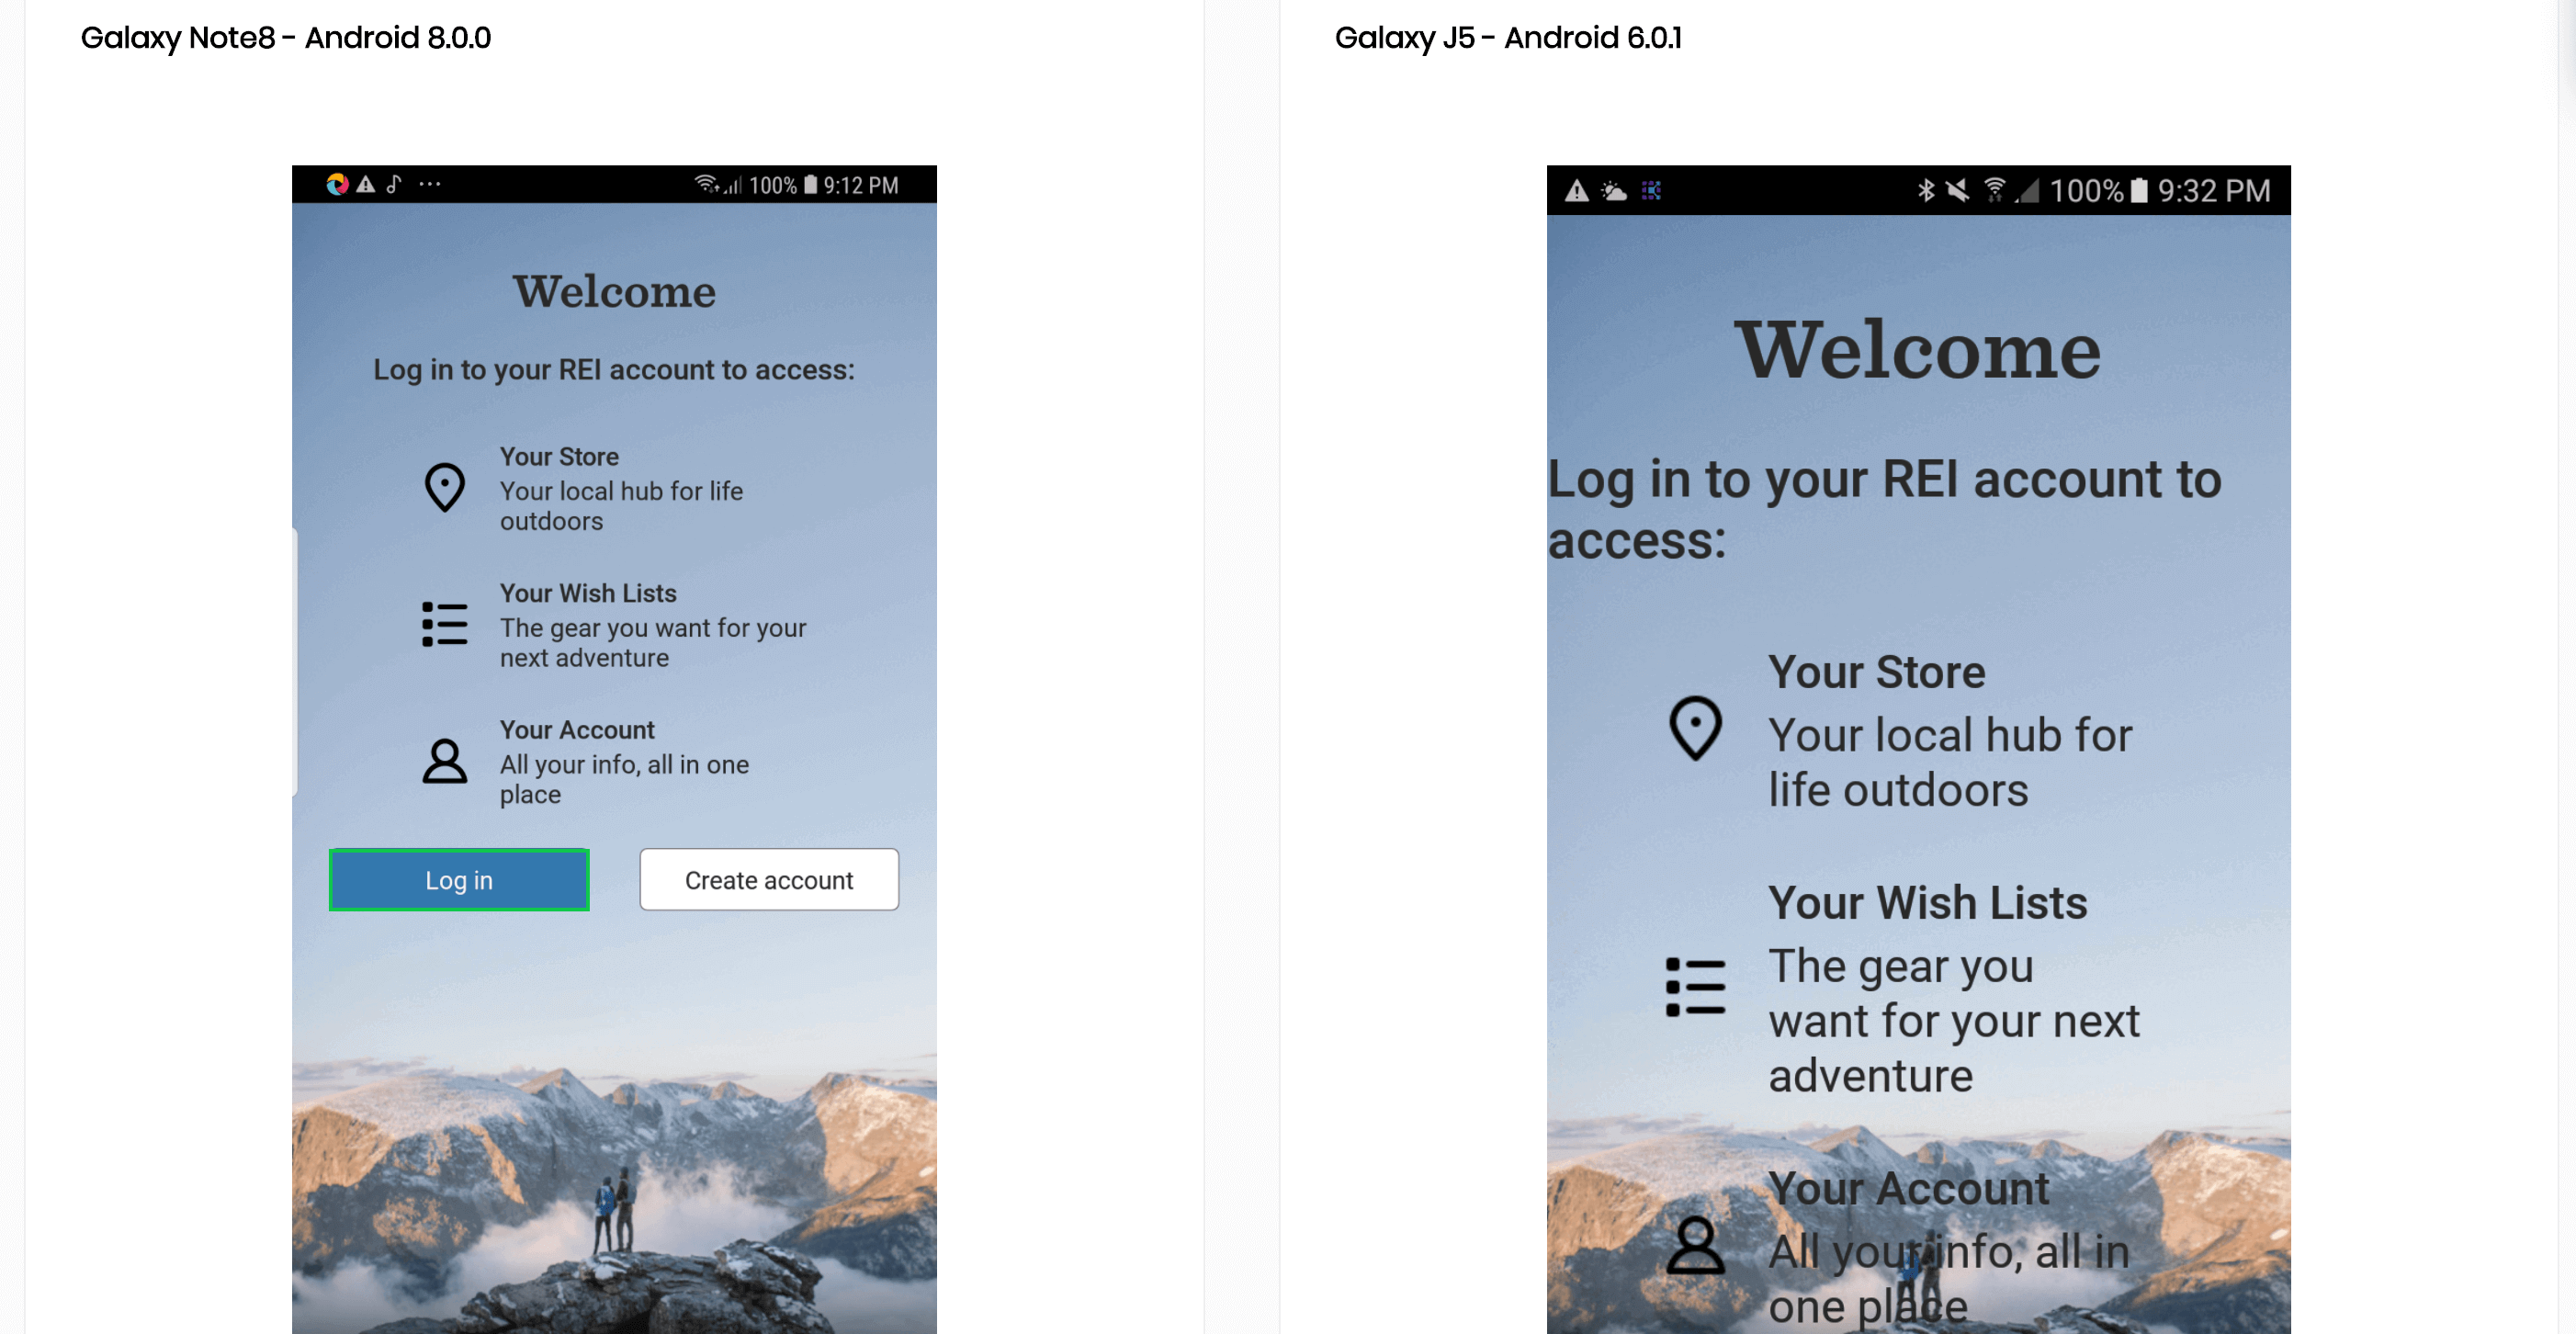 Galaxy Note8 - Android 8.0.0
100% 9:12 PM
Welcome
Log in to your REI account to access:
Your Store
Your local hub for life
outdoors
Your Wish Lists
The gear you want for your
next adventure
Your Account
All your info, all in one
place
Log in
Create account
Galaxy J5 - Android 6.0.1
100% 9:32 PM
Welcome
Log in to your REI account to
access:
Your Store
Your local hub for
life outdoors
Your Wish Lists
The gear you
want for your next
adventure
Your Account
All your info, all in
one place